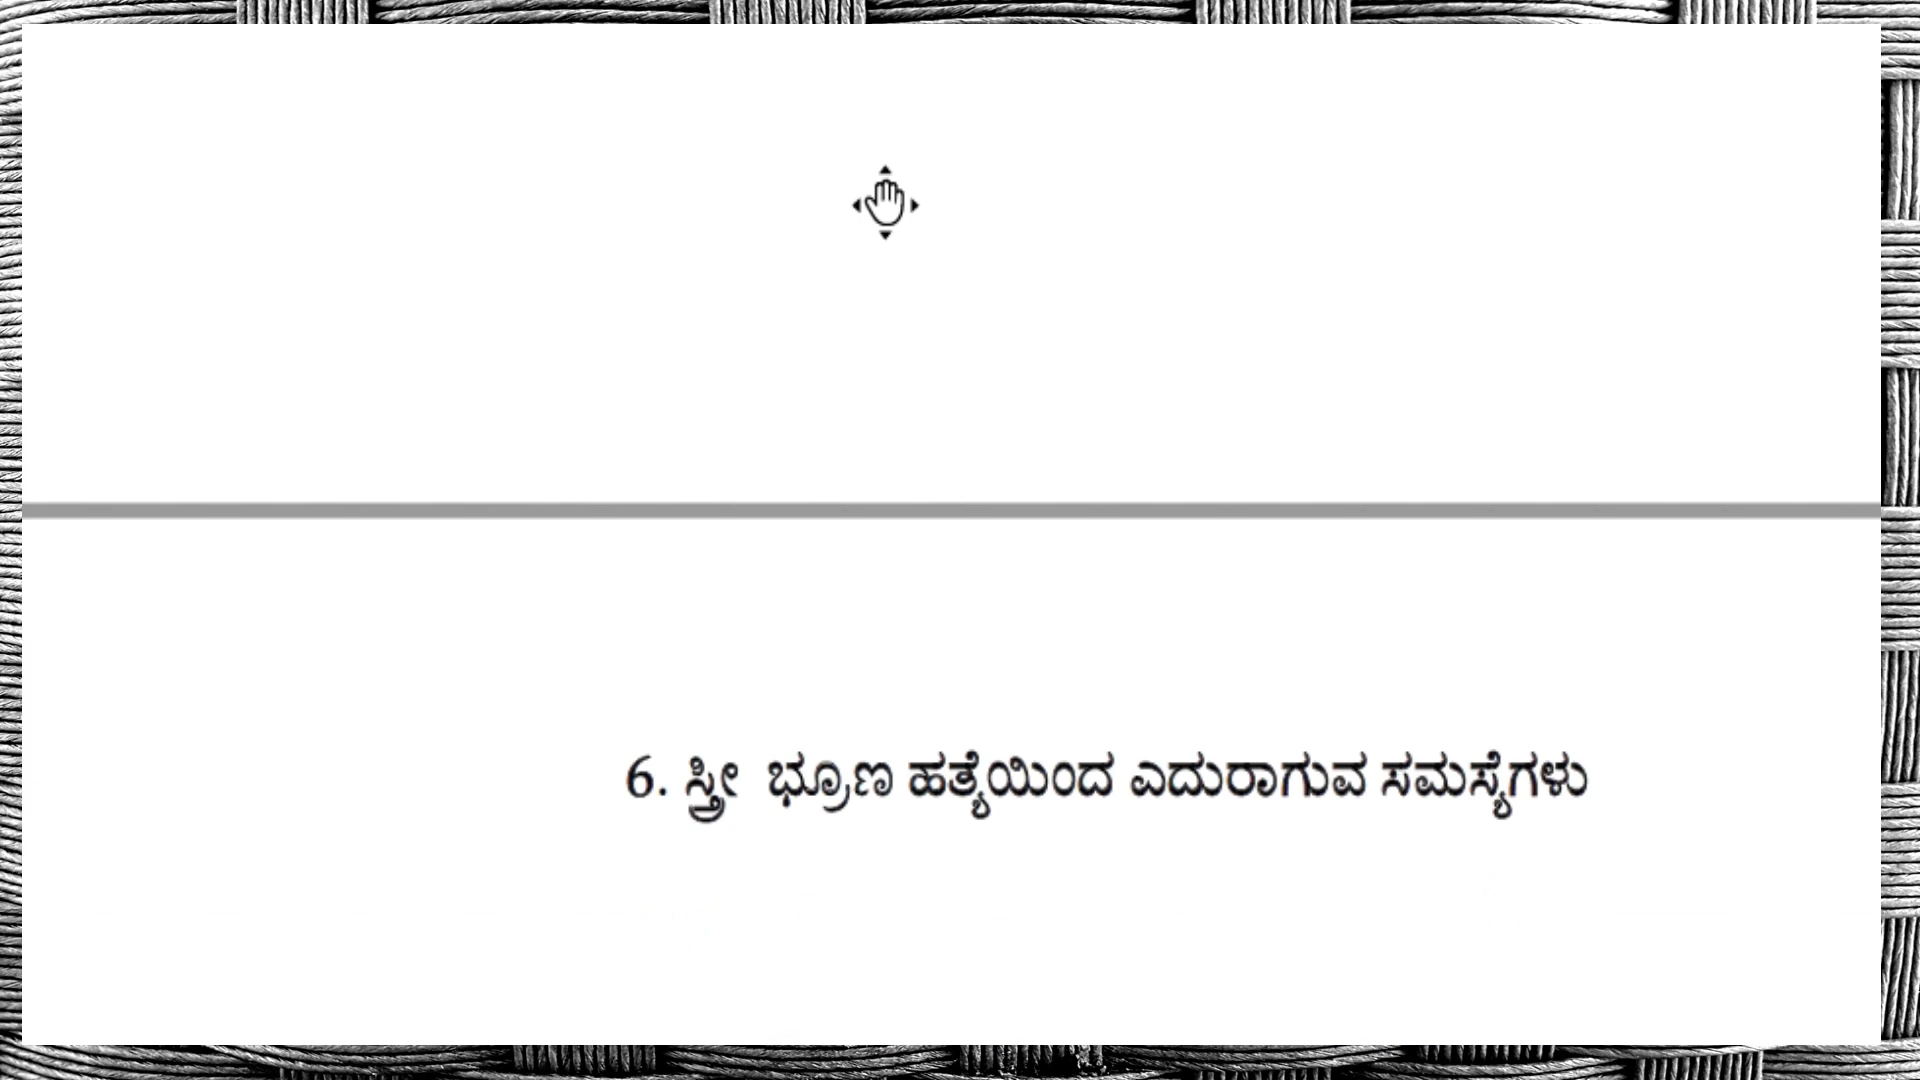 6. ಸ್ತ್ರೀ ಭ್ರೂಣ ಹತ್ಯೆಯಿಂದ ಎದುರಾಗುವ ಸಮಸ್ಯೆಗಳು